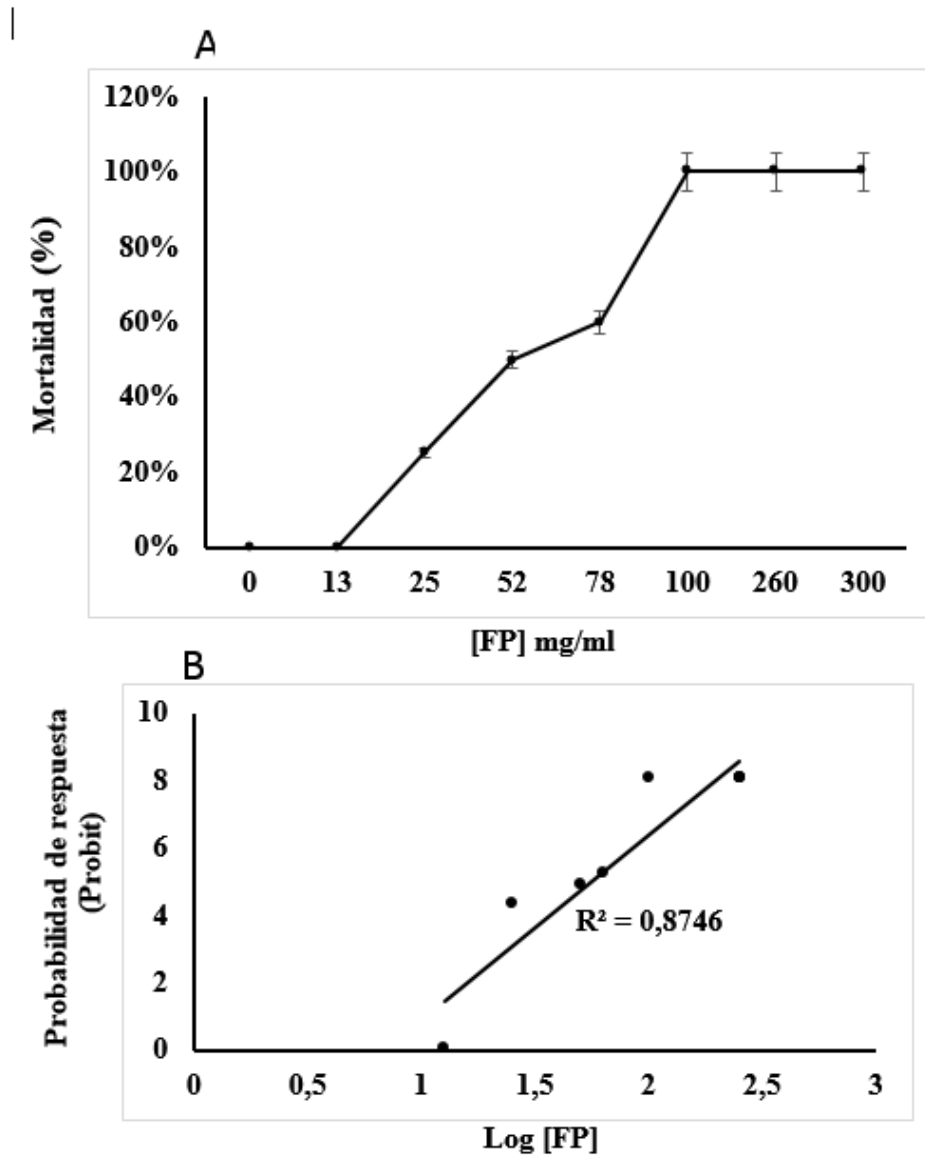 A
120%
100%
80%
60%
40%
20%
0%
Mortalidad (%)
0 13 25 52 78 100 260 300
[FP] mg/ml
B
10
8
6
4
2
0
Probabilidad de respuesta
(Probit)
R² = 0,8746
0 0,5 1 1,5 2 2,5 3
Log [FP]